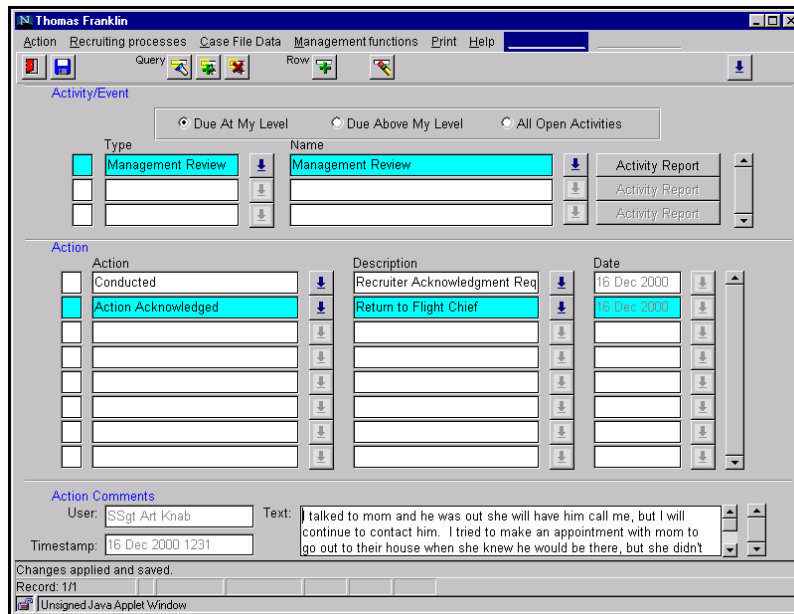 Thomas Franklin
Action Recruiting processes Case File Data Management functions Print Help
Query Row
Activity/Event
Due At My Level Due Above My Level All Open Activities
Type Name
Management Review Management Review Activity Report
Activity Report
Activity Report
Action
Action Description Date
Conducted Recruiter Acknowledgment Req 16 Dec 2000
Action Acknowledged Return to Flight Chief 16 Dec 2000
Action Comments
User: SSgt Art Knab Text: I talked to mom and he was out she will have him call me, but I will
continue to contact him. I tried to make an appointment with mom to
Timestamp: 16 Dec 2000 1231 go out to their house when she knew he would be there, but she didn't
Changes applied and saved.
Record: 1/1
Unsigned Java Applet Window